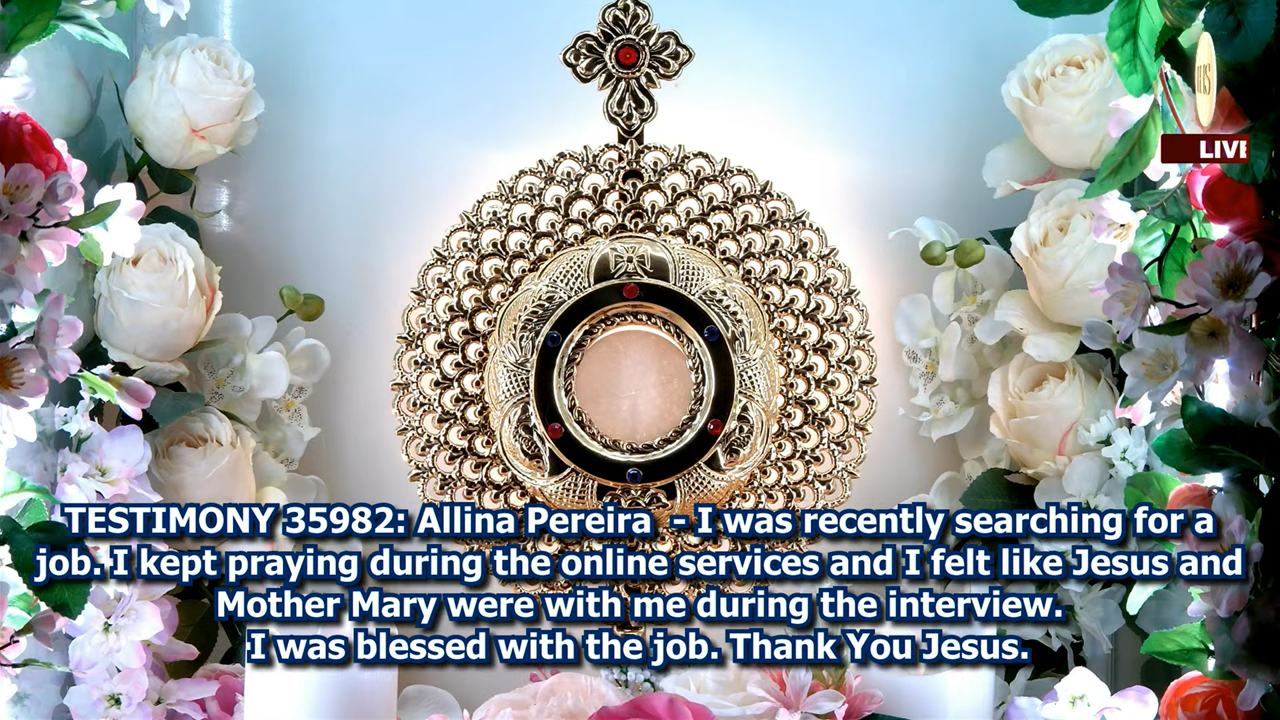 IHS
LIVE
TESTIMONY 35982: Allina Pereira - I was recently searching for a
job. I kept praying during the online services and I felt like Jesus and
Mother Mary were with me during the interview.
I was blessed with the job. Thank You Jesus.